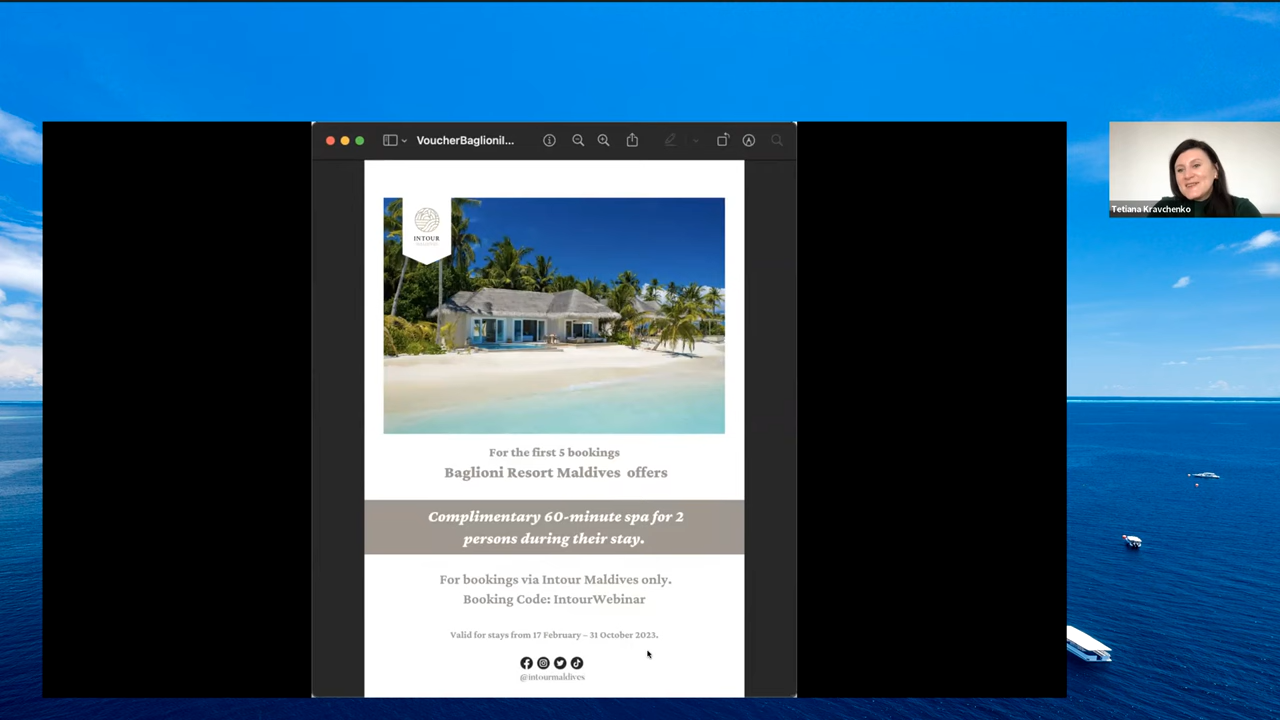 VoucherBaglioniI...
Tetiana Kravchenko
INTOUR
For the first 5 bookings
Baglioni Resort Maldives offers
Complimentary 60-minute spa for 2
persons during their stay.
For bookings via Intour Maldives only.
Booking Code: IntourWebinar
Valid for stays from 17 February – 31 October 2023.
@intourmaldives